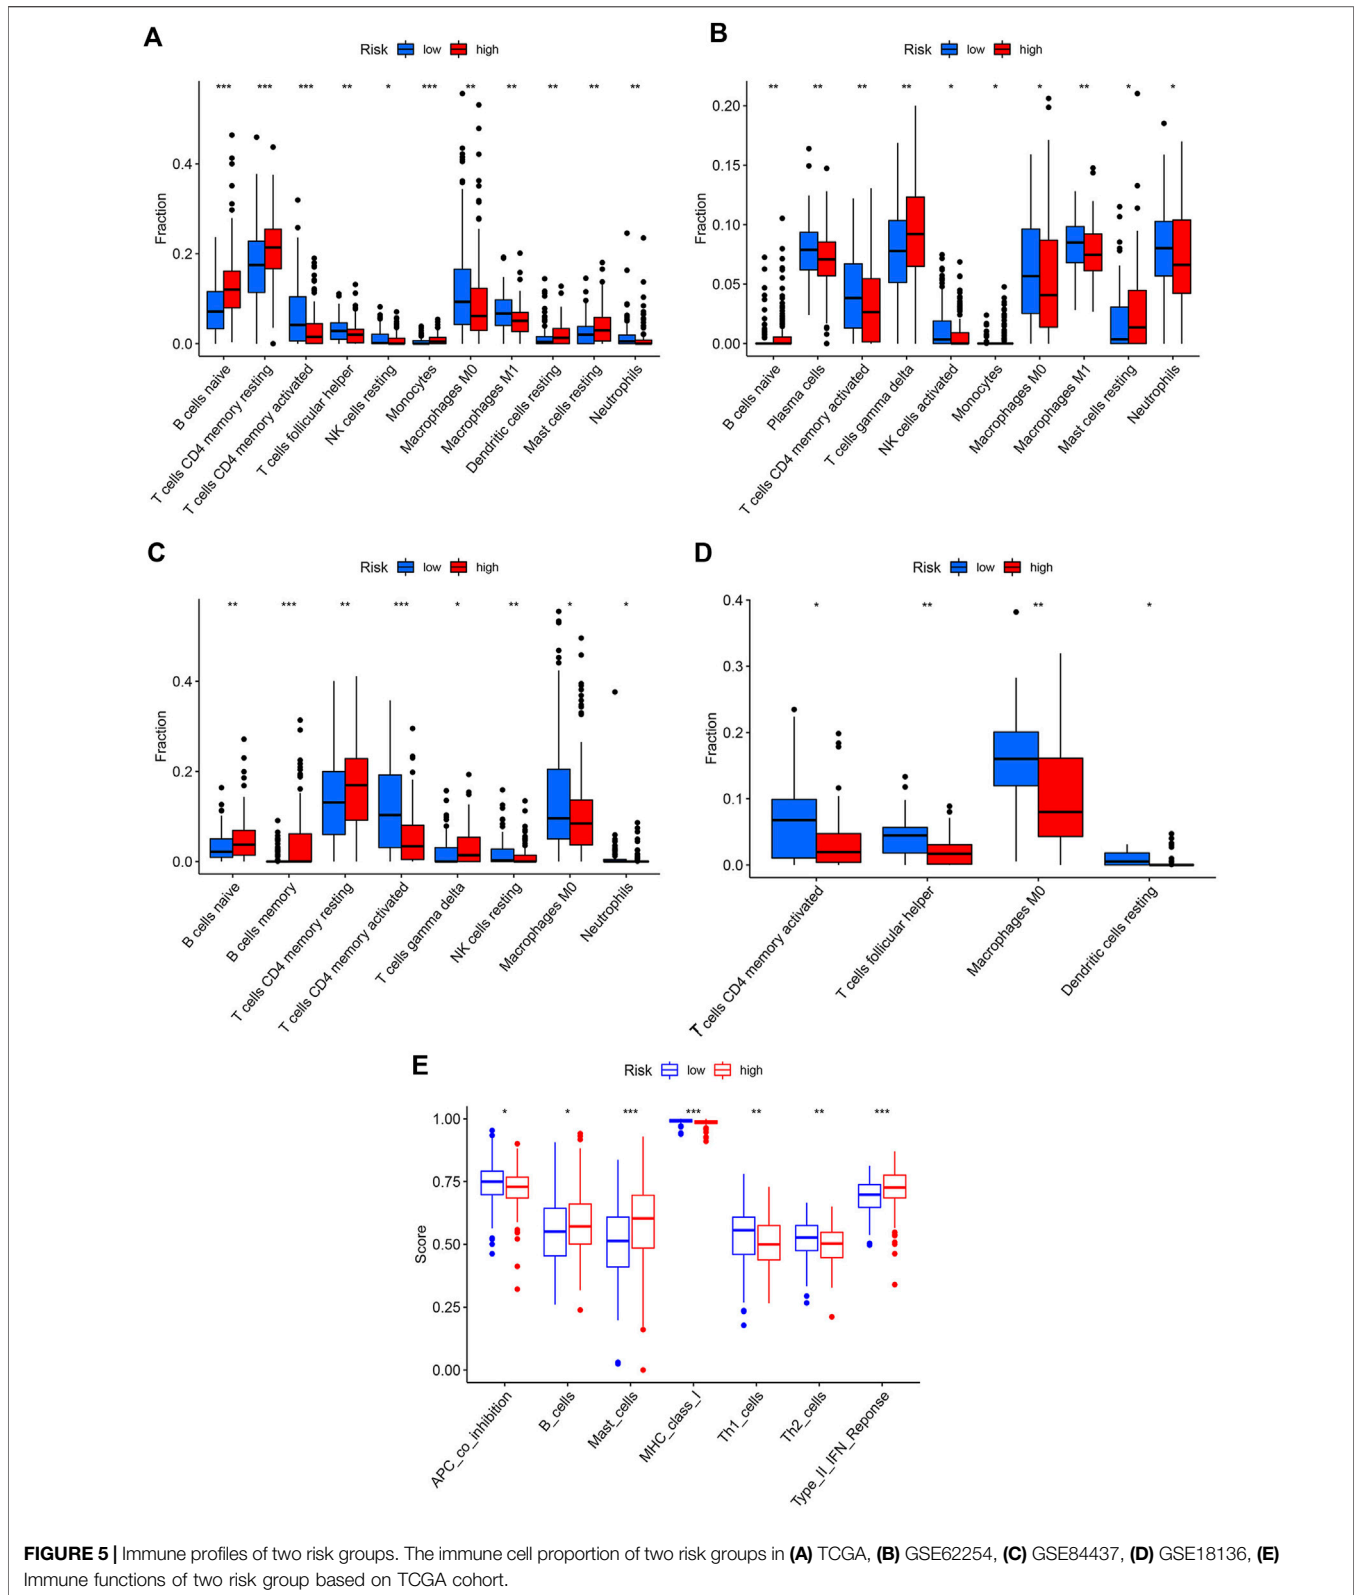 A
Risk low high
*** *** *** ** * *** ** ** ** ** **
Fraction
0.4
0.2
0.0
B cells naive
T cells CD4 memory resting
T cells CD4 memory activated
T cells follicular helper
NK cells resting
Monocytes
Macrophages M0
Macrophages M1
Dendritic cells resting
Mast cells resting
Neutrophils
B
Risk low high
** ** ** ** * * * ** * *
Fraction
0.20
0.15
0.10
0.05
0.00
B cells naive
Plasma cells
T cells CD4 memory activated
T cells gamma delta
NK cells activated
Monocytes
Macrophages M0
Macrophages M1
Mast cells resting
Neutrophils
C
Risk low high
** *** ** *** * ** * *
Fraction
0.4
0.2
0.0
B cells naive
B cells memory
T cells CD4 memory resting
T cells CD4 memory activated
T cells gamma delta
NK cells resting
Macrophages M0
Neutrophils
D
Risk low high
* ** ** *
Fraction
0.4
0.3
0.2
0.1
0.0
T cells CD4 memory activated
T cells follicular helper
Macrophages M0
Dendritic cells resting
E
Risk low high
* * *** *** ** ** ***
Score
1.00
0.75
0.50
0.25
0.00
APC_co_inhibition
B_cells
Mast_cells
MHC_class_I
Th1_cells
Th2_cells
Type_II_IFN_Reponse
FIGURE 5 | Immune profiles of two risk groups. The immune cell proportion of two risk groups in (A) TCGA, (B) GSE62254, (C) GSE84437, (D) GSE18136, (E)
Immune functions of two risk group based on TCGA cohort.